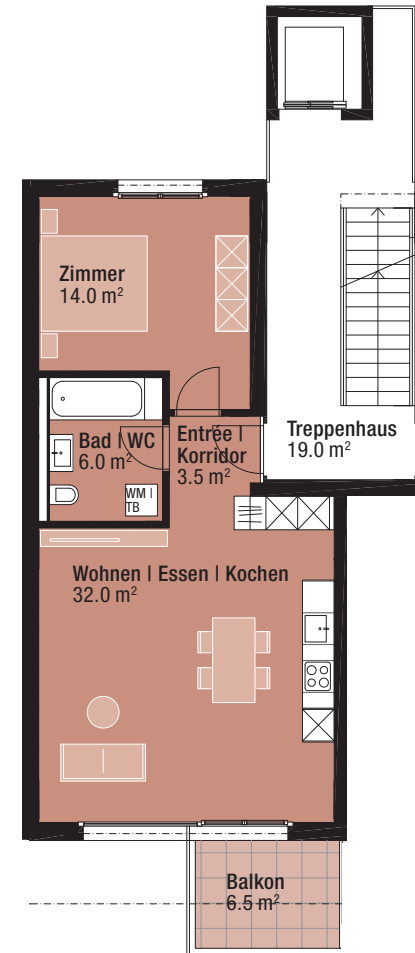 Zimmer
14.0 m²
Bad | WC
6.0 m²
WM |
TB
Entrée |
Korridor
3.5 m²
Treppenhaus
19.0 m²
Wohnen | Essen | Kochen
32.0 m²
Balkon
6.5 m²